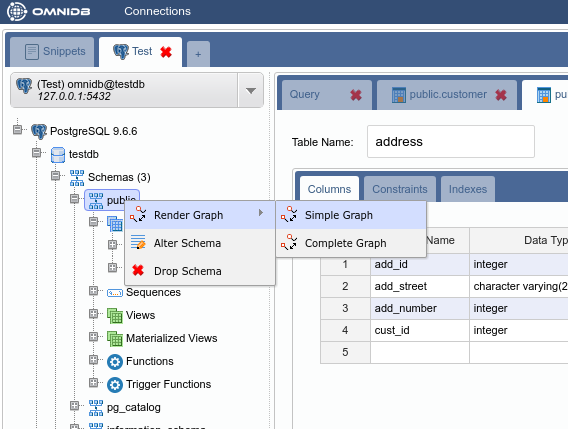 OMNIDB Connections
Snippets Test +
(Test) omnidb@testdb
127.0.0.1:5432
PostgreSQL 9.6.6
testdb
Schemas (3)
Render Graph
Alter Schema
Drop Schema
Simple Graph
Complete Graph
Sequences
Views
Materialized Views
Functions
Trigger Functions
pg_catalog
Query public.customer
Table Name: address
Columns Constraints Indexes
Name Data Typ
1 add_id integer
2 add_street character varying(2
3 add_number integer
4 cust_id integer
5